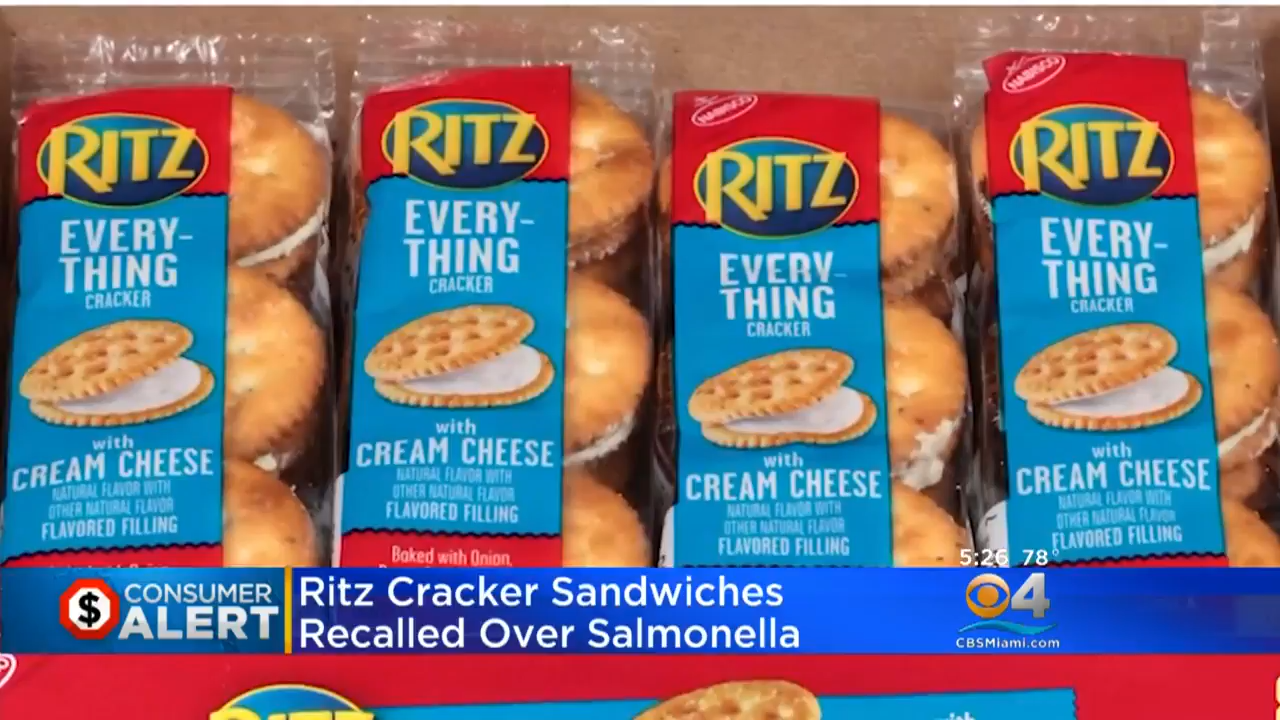 RITZ
EVERY-
THING
CRACKER
with
CREAM CHEESE
NATURAL FLAVOR WITH
OTHER NATURAL FLAVOR
FLAVORED FILLING
RITZ
EVERY-
THING
CRACKER
with
CREAM CHEESE
NATURAL FLAVOR WITH
OTHER NATURAL FLAVOR
FLAVORED FILLING
Baked with Onion,
NABISCO
RITZ
EVERY-
THING
CRACKER
with
CREAM CHEESE
NATURAL FLAVOR WITH
OTHER NATURAL FLAVOR
FLAVORED FILLING
NABISCO
RITZ
EVERY-
THING
CRACKER
with
CREAM CHEESE
NATURAL FLAVOR WITH
OTHER NATURAL FLAVOR
FLAVORED FILLING
5:26 78°
$ CONSUMER
ALERT
Ritz Cracker Sandwiches
Recalled Over Salmonella
4
CBSMiami.com
RITZ
with